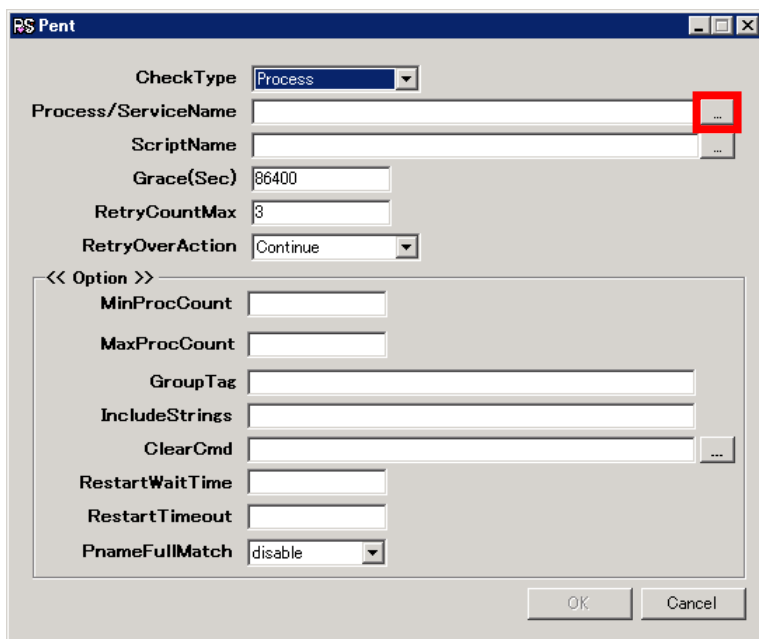 PS Pent
CheckType Process
Process/ServiceName ...
ScriptName ...
Grace(Sec) 86400
RetryCountMax 3
RetryOverAction Continue
<< Option >>
MinProcCount
MaxProcCount
GroupTag
IncludeStrings
ClearCmd ...
RestartWaitTime
RestartTimeout
PnameFullMatch disable
OK Cancel